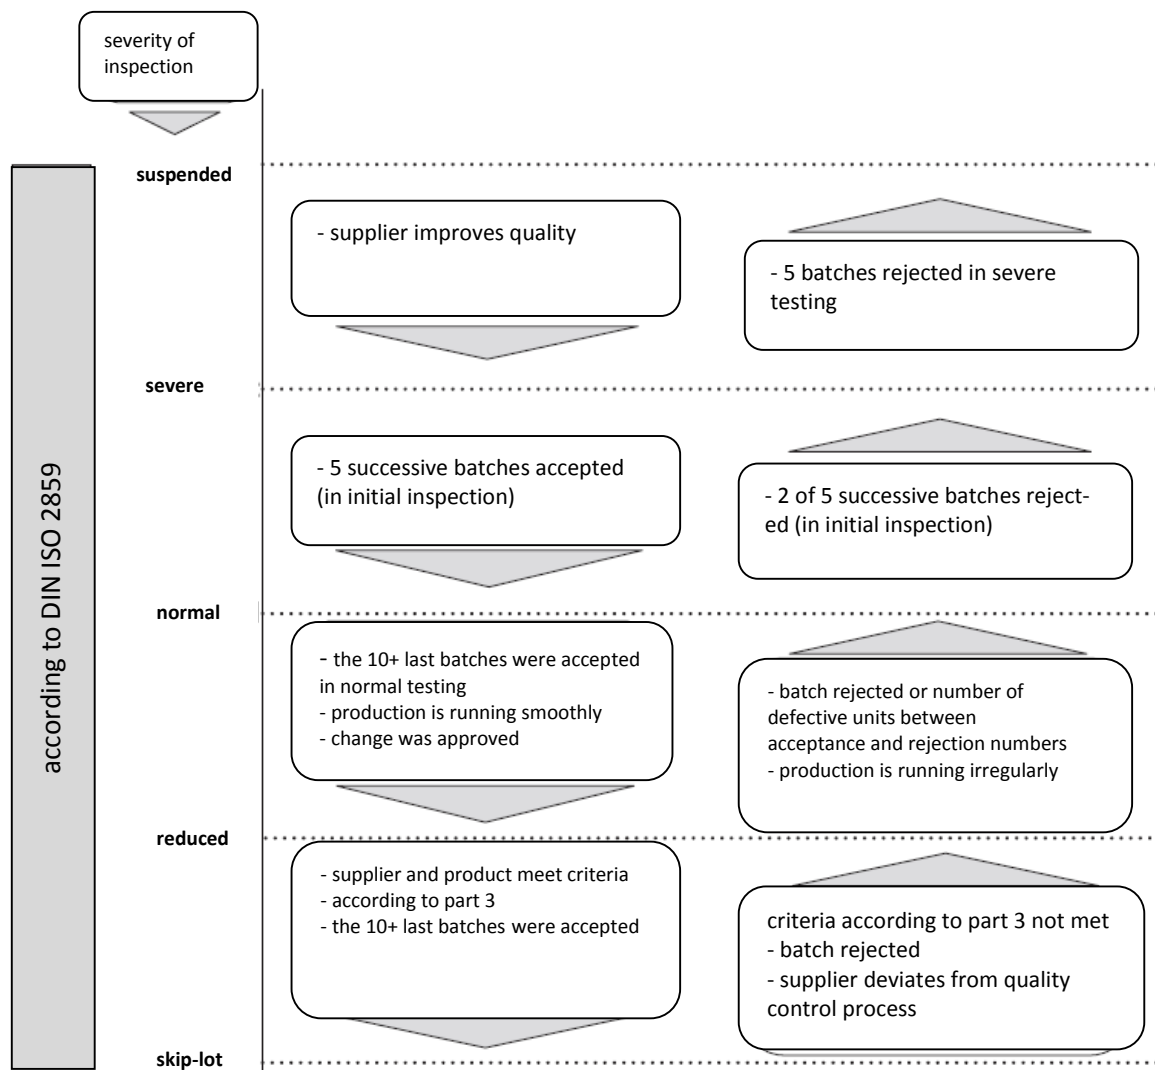 severity of
inspection
suspended
- supplier improves quality
- 5 batches rejected in severe
testing
severe
- 5 successive batches accepted
(in initial inspection)
- 2 of 5 successive batches reject-
ed (in initial inspection)
normal
- the 10+ last batches were accepted
in normal testing
- production is running smoothly
- change was approved
- batch rejected or number of
defective units between
acceptance and rejection numbers
- production is running irregularly
reduced
- supplier and product meet criteria
- according to part 3
- the 10+ last batches were accepted
criteria according to part 3 not met
- batch rejected
- supplier deviates from quality
control process
skip-lot
according to DIN ISO 2859